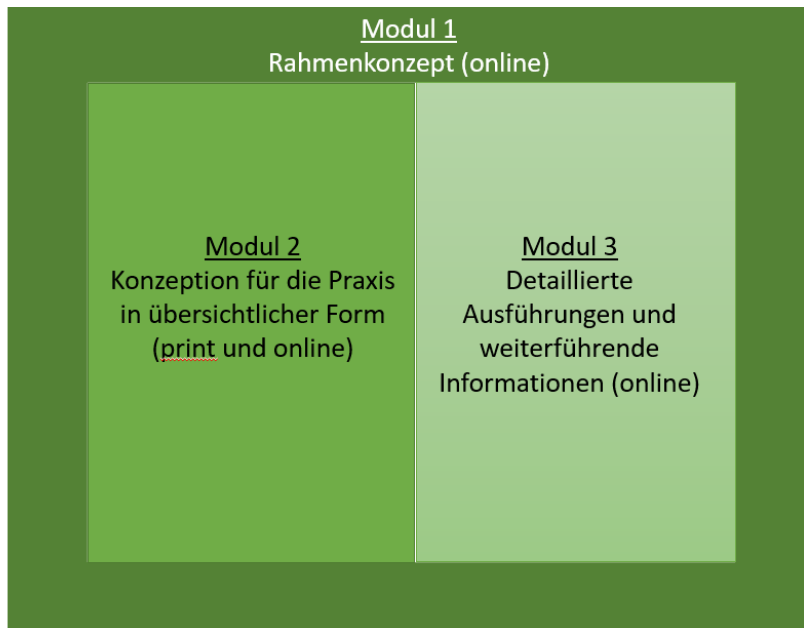 Modul 1
Rahmenkonzept (online)
Modul 2
Konzeption für die Praxis
in übersichtlicher Form
(print und online)
Modul 3
Detaillierte
Ausführungen und
weiterführende
Informationen (online)